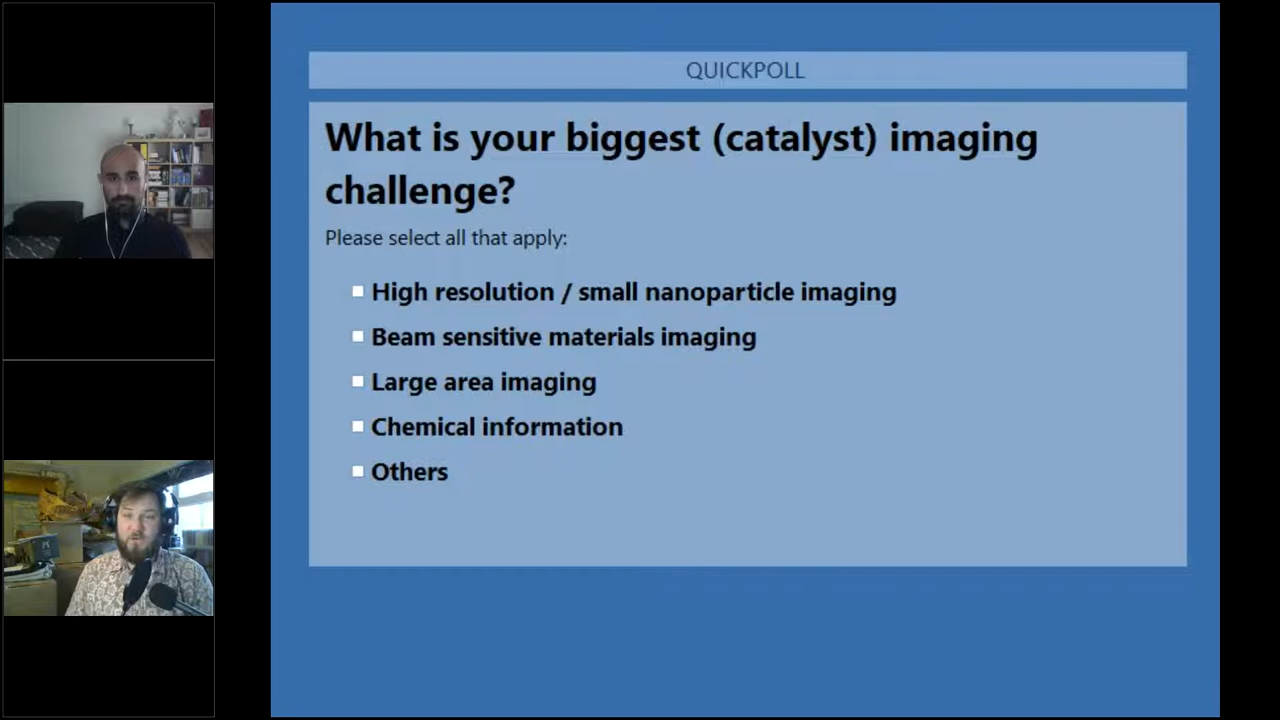 QUICKPOLL
What is your biggest (catalyst) imaging
challenge?
Please select all that apply:
High resolution / small nanoparticle imaging
Beam sensitive materials imaging
Large area imaging
Chemical information
Others